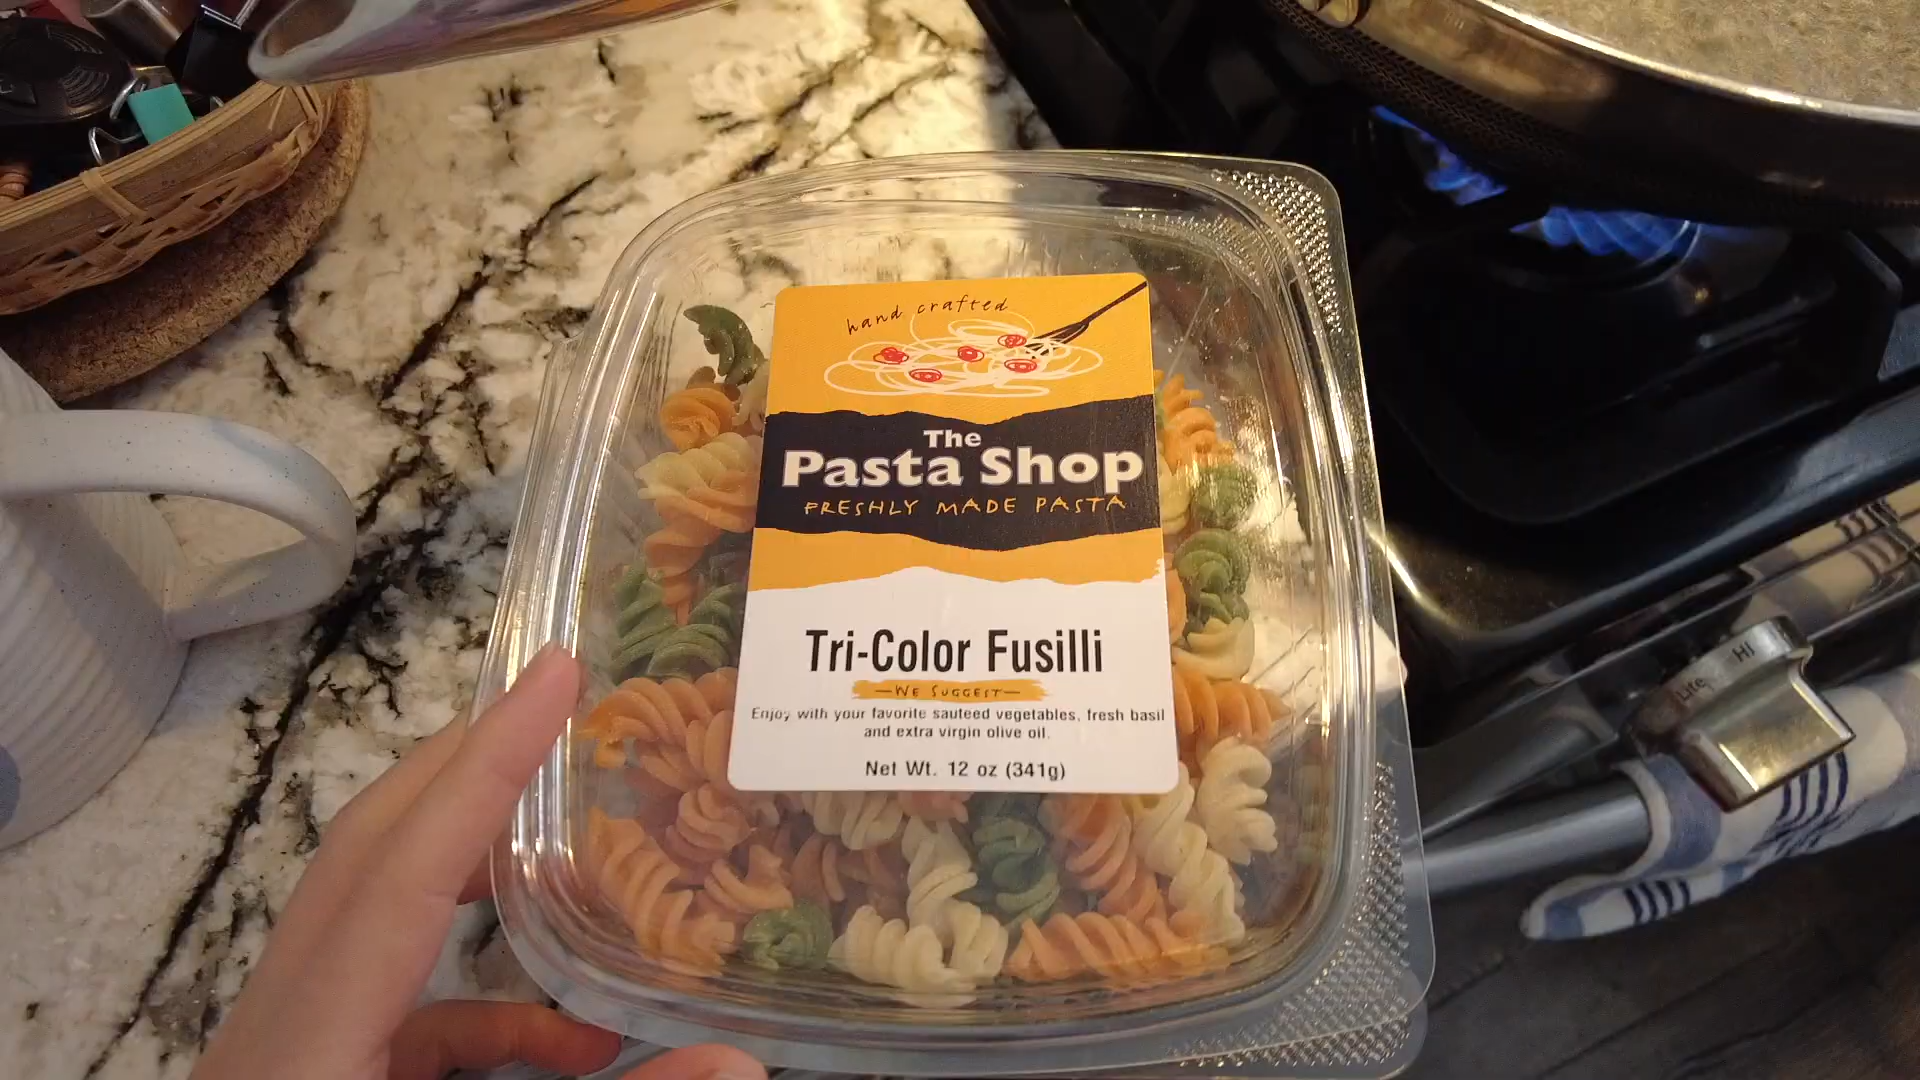 hand crafted
The
Pasta Shop
FRESHLY MADE PASTA
Tri-Color Fusilli
—WE SUGGEST—
Enjoy with your favorite sauteed vegetables, fresh basil
and extra virgin olive oil.
Net Wt. 12 oz (341g)
HI
Lite